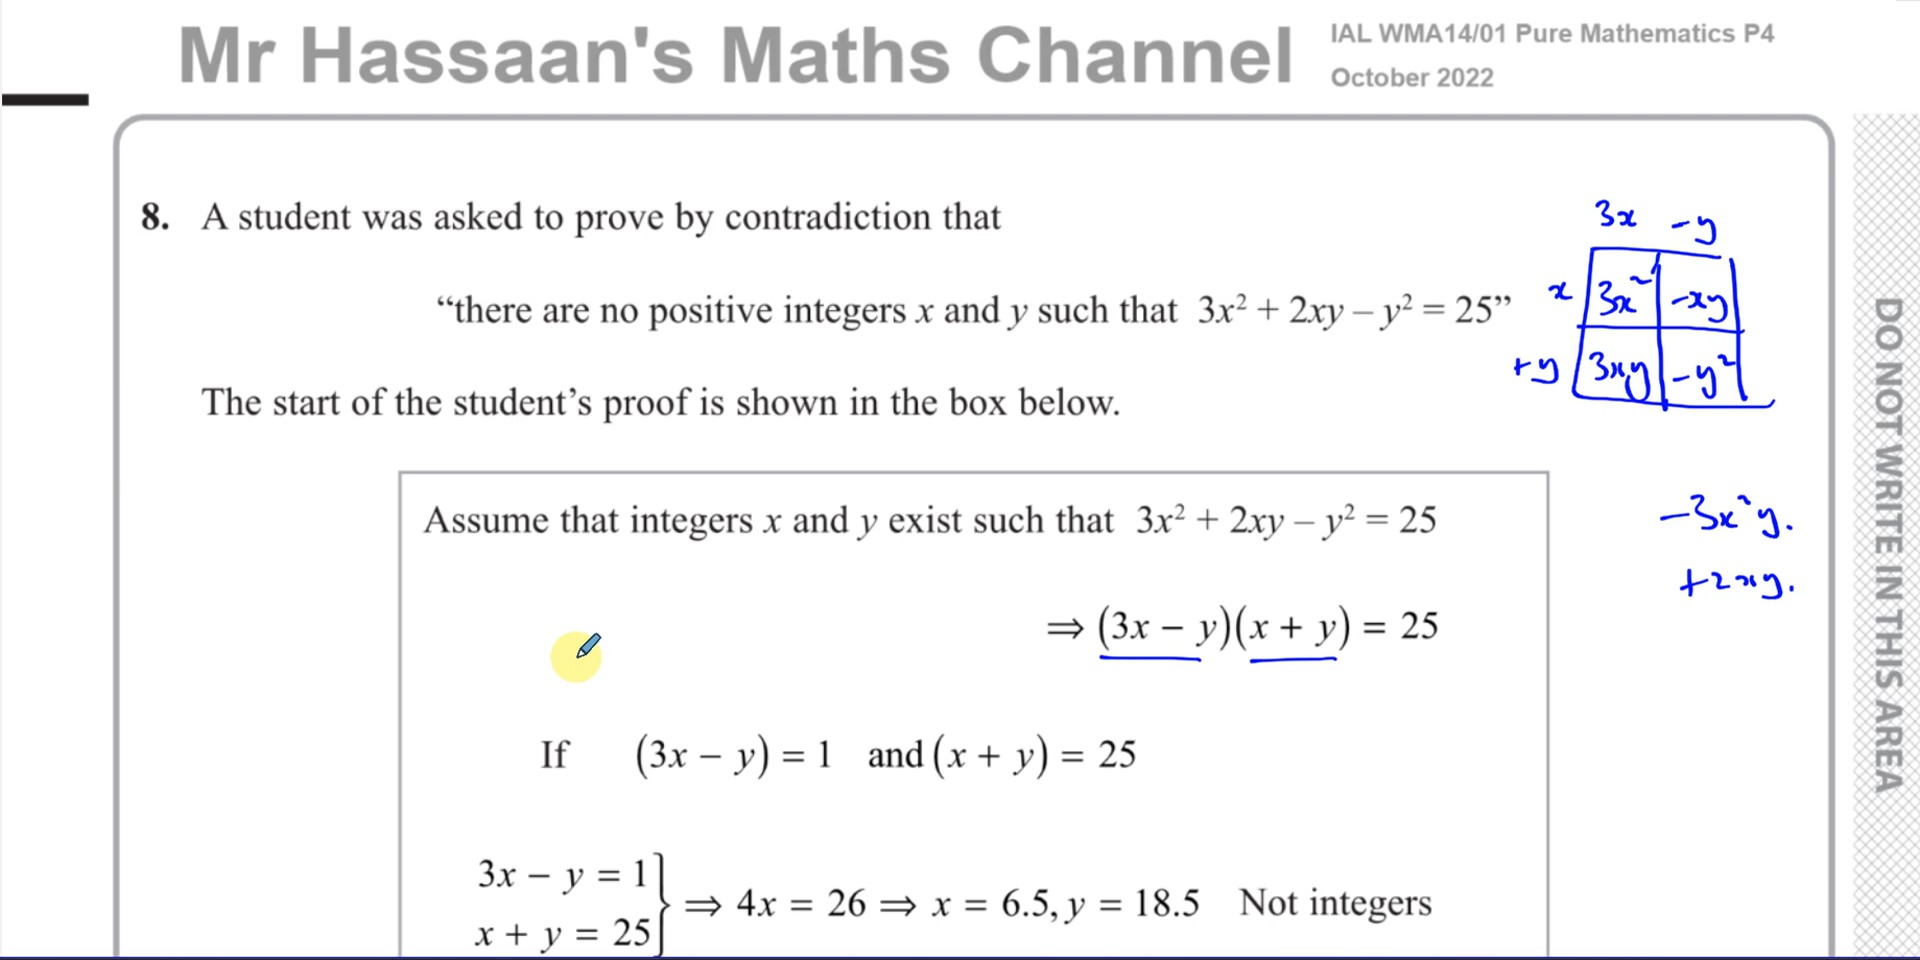 Mr Hassaan's Maths Channel
IAL WMA14/01 Pure Mathematics P4
October 2022
8. A student was asked to prove by contradiction that
“there are no positive integers x and y such that 3x² + 2xy – y² = 25”
The start of the student’s proof is shown in the box below.
3x -y
x 3x² -xy
+y 3xy -y²
Assume that integers x and y exist such that 3x² + 2xy – y² = 25
-3x²y.
+2xy.
⇒ (3x – y)(x + y) = 25
If (3x – y) = 1 and (x + y) = 25
3x – y = 1
x + y = 25
} ⇒ 4x = 26 ⇒ x = 6.5, y = 18.5 Not integers
DO NOT WRITE IN THIS AREA